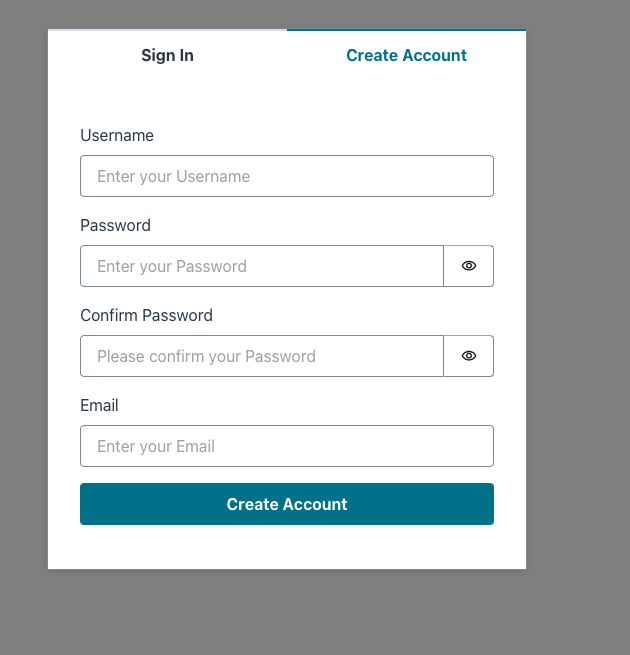 Sign In
Create Account
Username
Enter your Username
Password
Enter your Password
Confirm Password
Please confirm your Password
Email
Enter your Email
Create Account